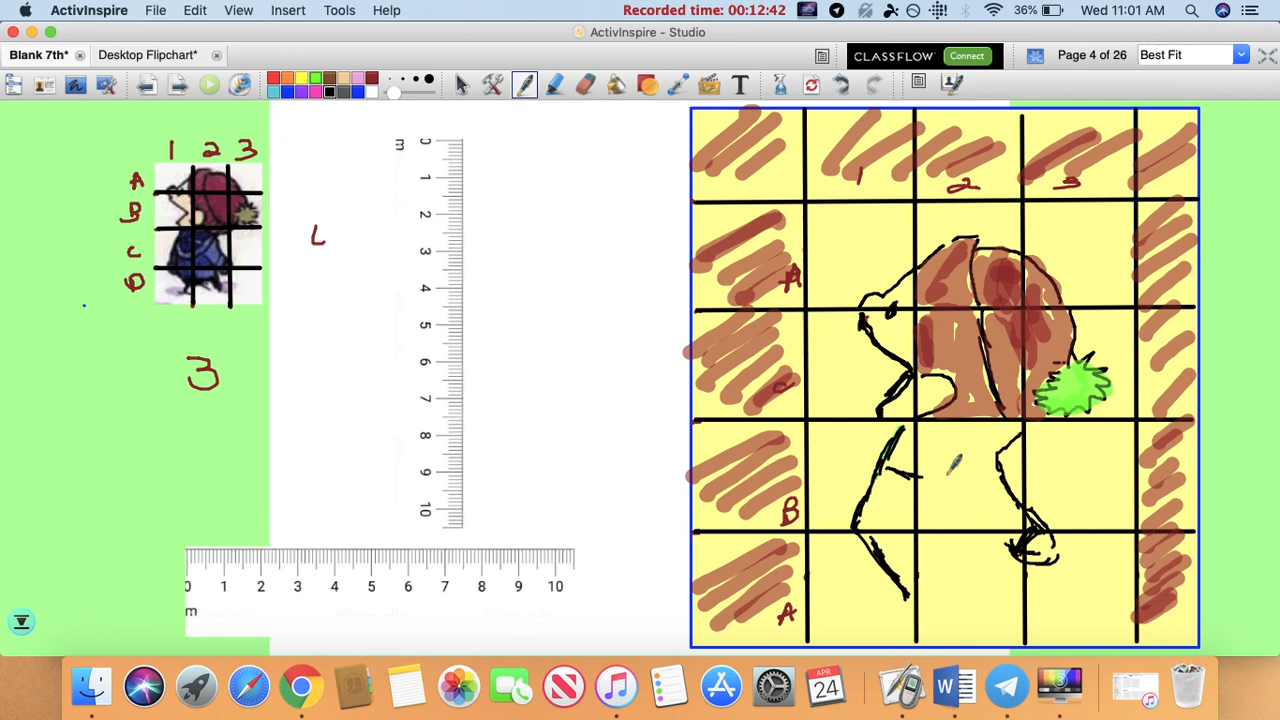 ActivInspire File Edit View Insert Tools Help Recorded time: 00:12:42 36% Wed 11:01 AM
ActivInspire - Studio
Blank 7th* Desktop Flipchart* CLASSFLOW Connect Page 4 of 26 Best Fit
T
1 2 3
A
B
C
D
3
L
m
0
1
2
3
4
5
6
7
8
9
10
0 1 2 3 4 5 6 7 8 9 10
m
1 2 3
A
B
A
APR
24
W